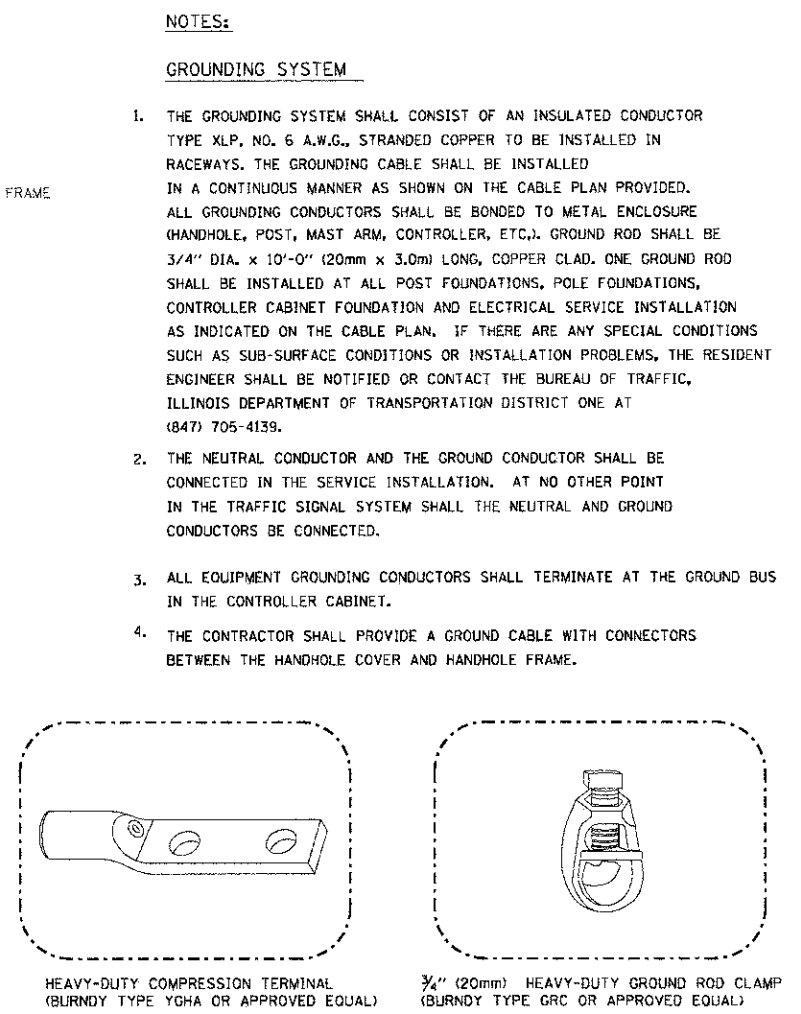 NOTES:
GROUNDING SYSTEM
1. THE GROUNDING SYSTEM SHALL CONSIST OF AN INSULATED CONDUCTOR
TYPE XLP, NO. 6 A.W.G., STRANDED COPPER TO BE INSTALLED IN
RACEWAYS. THE GROUNDING CABLE SHALL BE INSTALLED
FRAME
IN A CONTINUOUS MANNER AS SHOWN ON THE CABLE PLAN PROVIDED.
ALL GROUNDING CONDUCTORS SHALL BE BONDED TO METAL ENCLOSURE
(HANDHOLE, POST, MAST ARM, CONTROLLER, ETC.). GROUND ROD SHALL BE
3/4" DIA. x 10'-0" (20mm x 3.0m) LONG, COPPER CLAD. ONE GROUND ROD
SHALL BE INSTALLED AT ALL POST FOUNDATIONS, POLE FOUNDATIONS,
CONTROLLER CABINET FOUNDATION AND ELECTRICAL SERVICE INSTALLATION
AS INDICATED ON THE CABLE PLAN. IF THERE ARE ANY SPECIAL CONDITIONS
SUCH AS SUB-SURFACE CONDITIONS OR INSTALLATION PROBLEMS, THE RESIDENT
ENGINEER SHALL BE NOTIFIED OR CONTACT THE BUREAU OF TRAFFIC,
ILLINOIS DEPARTMENT OF TRANSPORTATION DISTRICT ONE AT
(847) 705-4139.
2. THE NEUTRAL CONDUCTOR AND THE GROUND CONDUCTOR SHALL BE
CONNECTED IN THE SERVICE INSTALLATION. AT NO OTHER POINT
IN THE TRAFFIC SIGNAL SYSTEM SHALL THE NEUTRAL AND GROUND
CONDUCTORS BE CONNECTED.
3. ALL EQUIPMENT GROUNDING CONDUCTORS SHALL TERMINATE AT THE GROUND BUS
IN THE CONTROLLER CABINET.
4. THE CONTRACTOR SHALL PROVIDE A GROUND CABLE WITH CONNECTORS
BETWEEN THE HANDHOLE COVER AND HANDHOLE FRAME.
HEAVY-DUTY COMPRESSION TERMINAL
(BURNDY TYPE YGHA OR APPROVED EQUAL)
3/4" (20mm) HEAVY-DUTY GROUND ROD CLAMP
(BURNDY TYPE GRC OR APPROVED EQUAL)